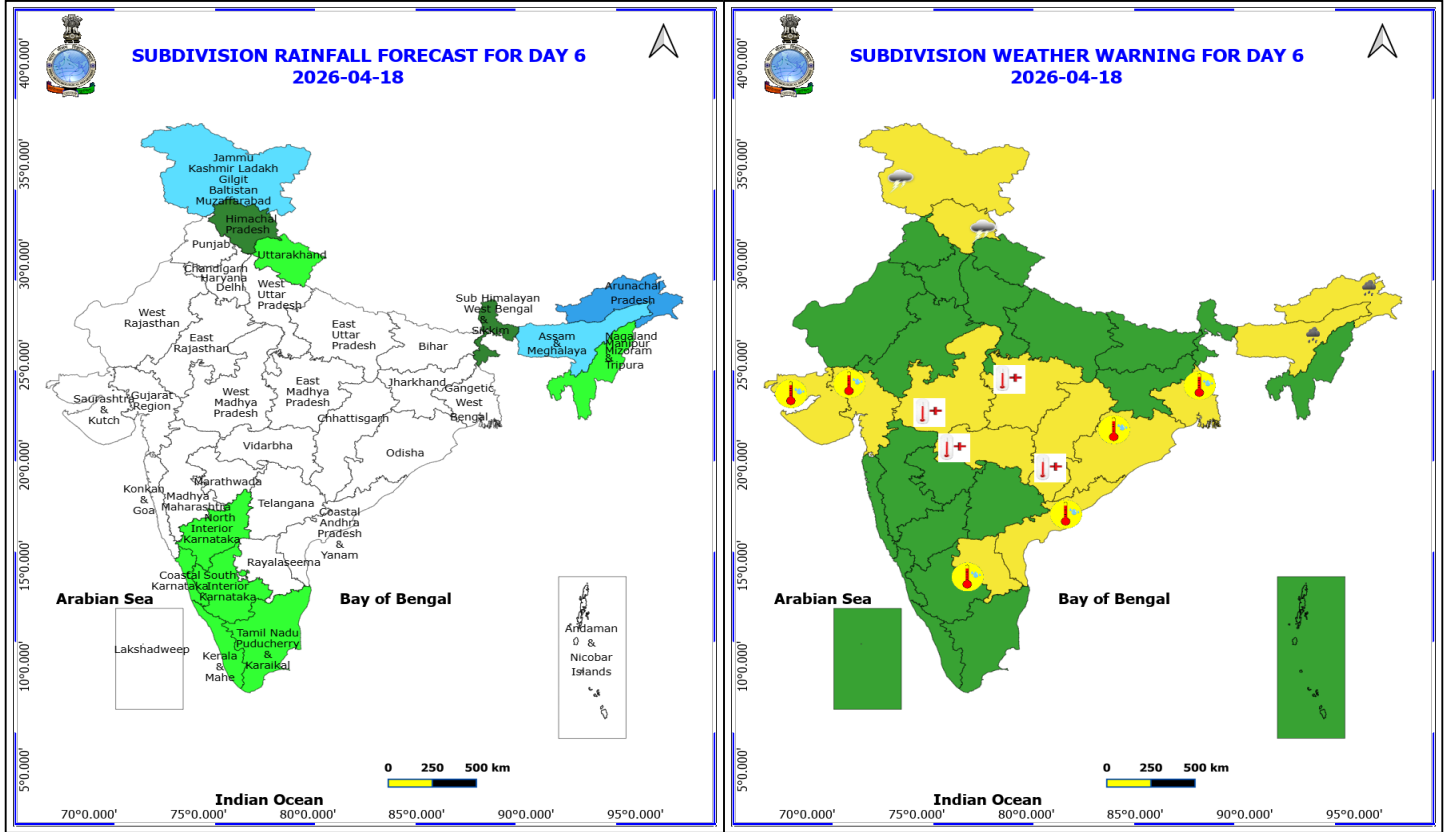 SUBDIVISION RAINFALL FORECAST FOR DAY 6
2026-04-18
40°0.000'
35°0.000'
30°0.000'
25°0.000'
20°0.000'
15°0.000'
10°0.000'
5°0.000'
Jammu
Kashmir Ladakh
Gilgit
Baltistan
Muzaffarabad
Himachal
Pradesh
Punjab
Uttarakhand
Chandigarh
Haryana
Delhi
West
Uttar
Pradesh
West
Rajasthan
East
Rajasthan
East
Uttar
Pradesh
Bihar
Sub Himalayan
West Bengal
&
Sikkim
Arunachal
Pradesh
Assam
&
Meghalaya
Nagaland
Manipur
Mizoram
&
Tripura
Saurashtra
&
Kutch
Gujarat
Region
West
Madhya
Pradesh
East
Madhya
Pradesh
Jharkhand
Gangetic
West
Bengal
Chhattisgarh
Vidarbha
Odisha
Konkan
&
Goa
Madhya
Maharashtra
Marathwada
Telangana
North
Interior
Karnataka
Coastal
Andhra
Pradesh
&
Yanam
Rayalaseema
Coastal
Karnataka
South
Interior
Karnataka
Arabian Sea
Bay of Bengal
Lakshadweep
Kerala
&
Mahe
Tamil Nadu
Puducherry
&
Karaikal
Andaman
&
Nicobar
Islands
0 250 500 km
Indian Ocean
70°0.000' 75°0.000' 80°0.000' 85°0.000' 90°0.000' 95°0.000'
SUBDIVISION WEATHER WARNING FOR DAY 6
2026-04-18
40°0.000'
35°0.000'
30°0.000'
25°0.000'
20°0.000'
15°0.000'
10°0.000'
5°0.000'
Arabian Sea
Bay of Bengal
0 250 500 km
Indian Ocean
70°0.000' 75°0.000' 80°0.000' 85°0.000' 90°0.000' 95°0.000'